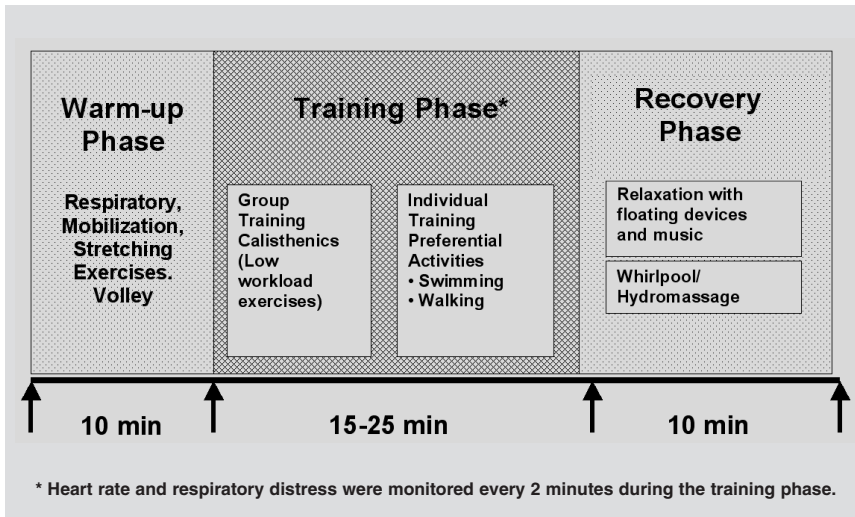 Warm-up
Phase
Respiratory,
Mobilization,
Stretching
Exercises.
Volley
Training Phase*
Group
Training
Calisthenics
(Low
workload
exercises)
Individual
Training
Preferential
Activities
• Swimming
• Walking
Recovery
Phase
Relaxation with
floating devices
and music
Whirlpool/
Hydromassage
10 min
15-25 min
10 min
* Heart rate and respiratory distress were monitored every 2 minutes during the training phase.